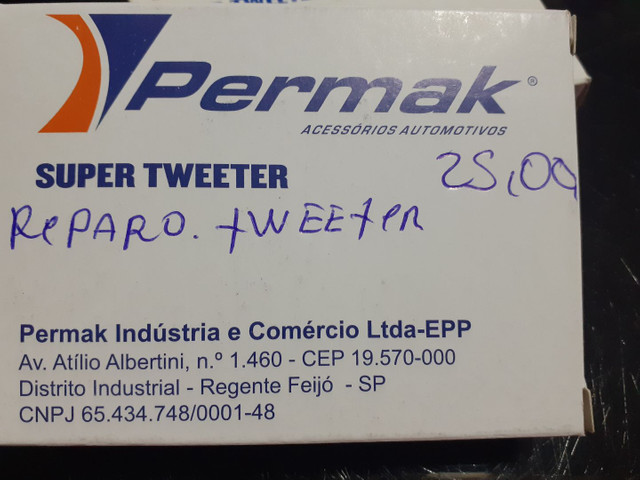 Permak®
ACESSÓRIOS AUTOMOTIVOS
SUPER TWEETER
25,00
RePARO. tWEEtER
Permak Indústria e Comércio Ltda-EPP
Av. Atílio Albertini, n.º 1.460 - CEP 19.570-000
Distrito Industrial - Regente Feijó - SP
CNPJ 65.434.748/0001-48